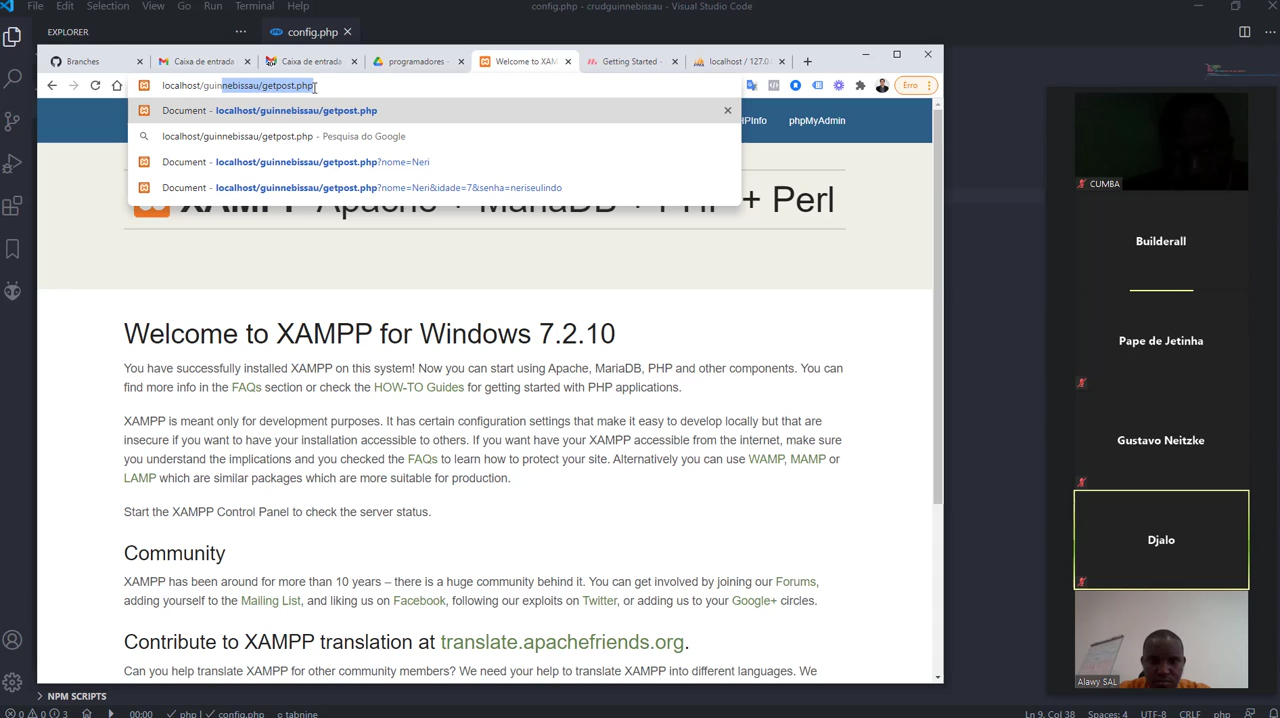 File Edit Selection View Go Run Terminal Help
config.php - crudguinnebissau - Visual Studio Code
EXPLORER
config.php
Branches
Caixa de entrada
Caixa de entrada
programadores -
Welcome to XAM
Getting Started -
localhost / 127.0.
localhost/guinnebissau/getpost.php
Erro
Document - localhost/guinnebissau/getpost.php
localhost/guinnebissau/getpost.php - Pesquisa do Google
Document - localhost/guinnebissau/getpost.php?nome=Neri
Document - localhost/guinnebissau/getpost.php?nome=Neri&idade=7&senha=neriseulindo
HPInfo
phpMyAdmin
XAMPP Apache + MariaDB + PHP + Perl
Welcome to XAMPP for Windows 7.2.10
You have successfully installed XAMPP on this system! Now you can start using Apache, MariaDB, PHP and other components. You can
find more info in the FAQs section or check the HOW-TO Guides for getting started with PHP applications.
XAMPP is meant only for development purposes. It has certain configuration settings that make it easy to develop locally but that are
insecure if you want to have your installation accessible to others. If you want have your XAMPP accessible from the internet, make sure
you understand the implications and you checked the FAQs to learn how to protect your site. Alternatively you can use WAMP, MAMP or
LAMP which are similar packages which are more suitable for production.
Start the XAMPP Control Panel to check the server status.
Community
XAMPP has been around for more than 10 years – there is a huge community behind it. You can get involved by joining our Forums,
adding yourself to the Mailing List, and liking us on Facebook, following our exploits on Twitter, or adding us to your Google+ circles.
Contribute to XAMPP translation at translate.apachefriends.org.
Can you help translate XAMPP for other community members? We need your help to translate XAMPP into different languages. We
CUMBA
Builderall
Pape de Jetinha
Gustavo Neitzke
Djalo
Alawy SAL
NPM SCRIPTS
0 0 3 00:00 php config.php tabnine
Ln 9, Col 38 Spaces: 4 UTF-8 CRLF php